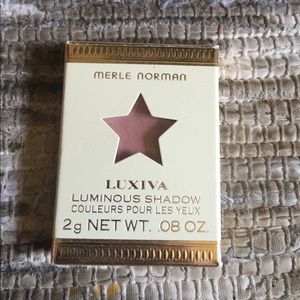 MERLE NORMAN
LUXIVA
LUMINOUS SHADOW
COULEURS POUR LES YEUX
2g NET WT. .08 OZ.